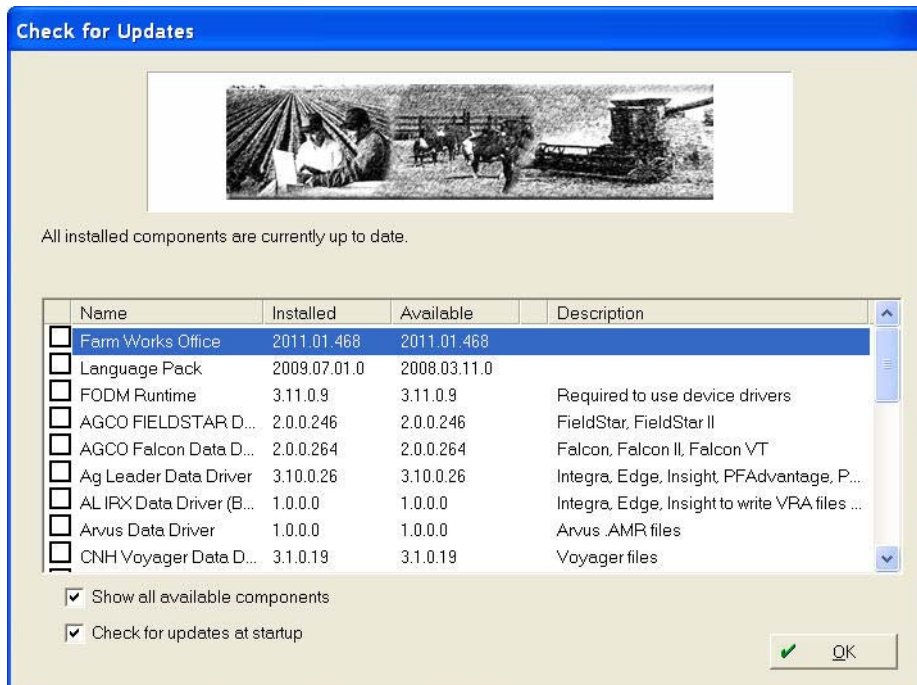 Check for Updates
All installed components are currently up to date.
Name Installed Available Description
Farm Works Office 2011.01.468 2011.01.468
Language Pack 2009.07.01.0 2008.03.11.0
FODM Runtime 3.11.0.9 3.11.0.9 Required to use device drivers
AGCO FIELDSTAR D... 2.0.0.246 2.0.0.246 FieldStar, FieldStar II
AGCO Falcon Data D... 2.0.0.264 2.0.0.264 Falcon, Falcon II, Falcon VT
Ag Leader Data Driver 3.10.0.26 3.10.0.26 Integra, Edge, Insight, PFAdvantage, P...
AL IRX Data Driver (B... 1.0.0.0 1.0.0.0 Integra, Edge, Insight to write VRA files ...
Arvus Data Driver 1.0.0.0 1.0.0.0 Arvus .AMR files
CNH Voyager Data D... 3.1.0.19 3.1.0.19 Voyager files
Show all available components
Check for updates at startup
OK